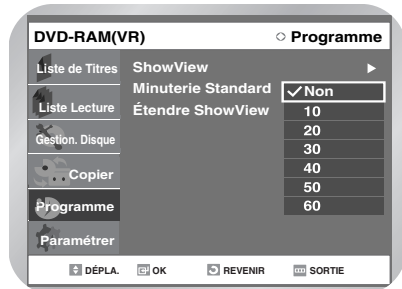 DVD-RAM(VR) Programme
Liste de Titres
Liste Lecture
Gestion. Disque
Copier
Programme
Paramétrer
ShowView
Minuterie Standard
Étendre ShowView
Non
10
20
30
40
50
60
DÉPLA. OK REVENIR SORTIE